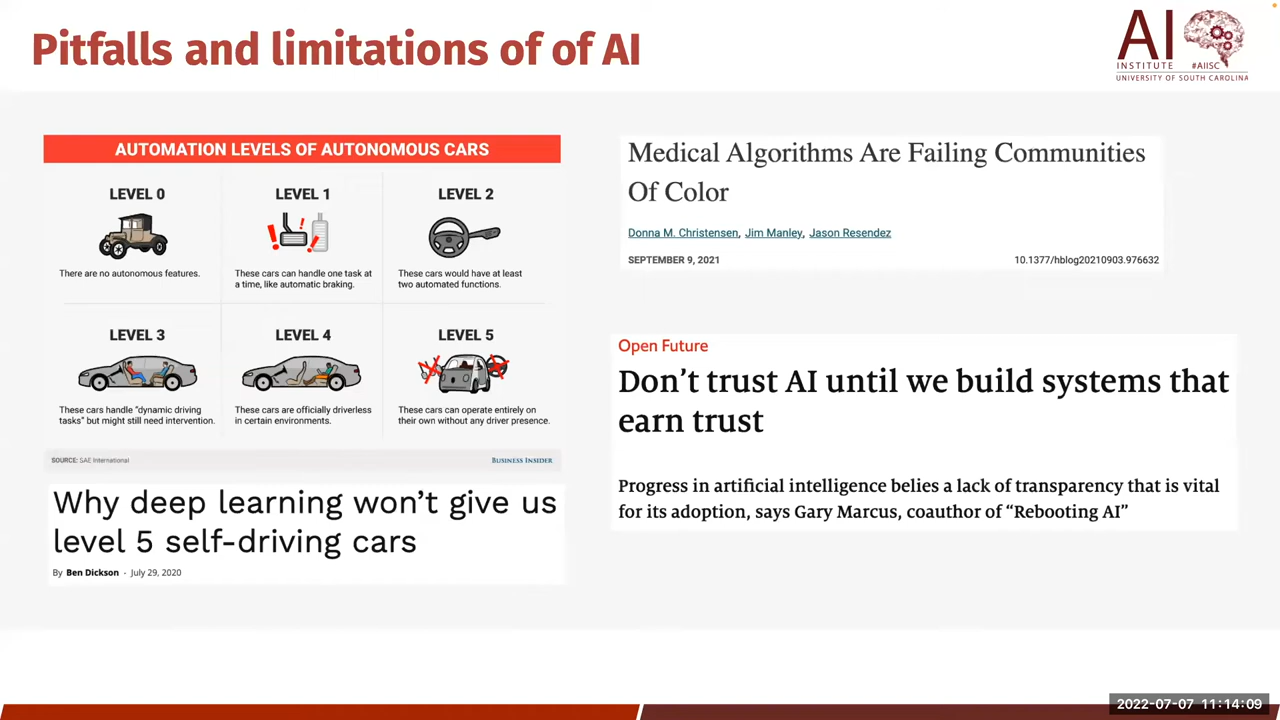 Pitfalls and limitations of of AI
AI
INSTITUTE #AIISC
UNIVERSITY OF SOUTH CAROLINA
AUTOMATION LEVELS OF AUTONOMOUS CARS
LEVEL 0
There are no autonomous features.
LEVEL 1
These cars can handle one task at
a time, like automatic braking.
LEVEL 2
These cars would have at least
two automated functions.
LEVEL 3
These cars handle “dynamic driving
tasks” but might still need intervention.
LEVEL 4
These cars are officially driverless
in certain environments.
LEVEL 5
These cars can operate entirely on
their own without any driver presence.
SOURCE: SAE International
BUSINESS INSIDER
Why deep learning won’t give us
level 5 self-driving cars
By Ben Dickson - July 29, 2020
Medical Algorithms Are Failing Communities
Of Color
Donna M. Christensen, Jim Manley, Jason Resendez
SEPTEMBER 9, 2021
10.1377/hblog20210903.976632
Open Future
Don’t trust AI until we build systems that
earn trust
Progress in artificial intelligence belies a lack of transparency that is vital
for its adoption, says Gary Marcus, coauthor of “Rebooting AI”
2022-07-07 11:14:09